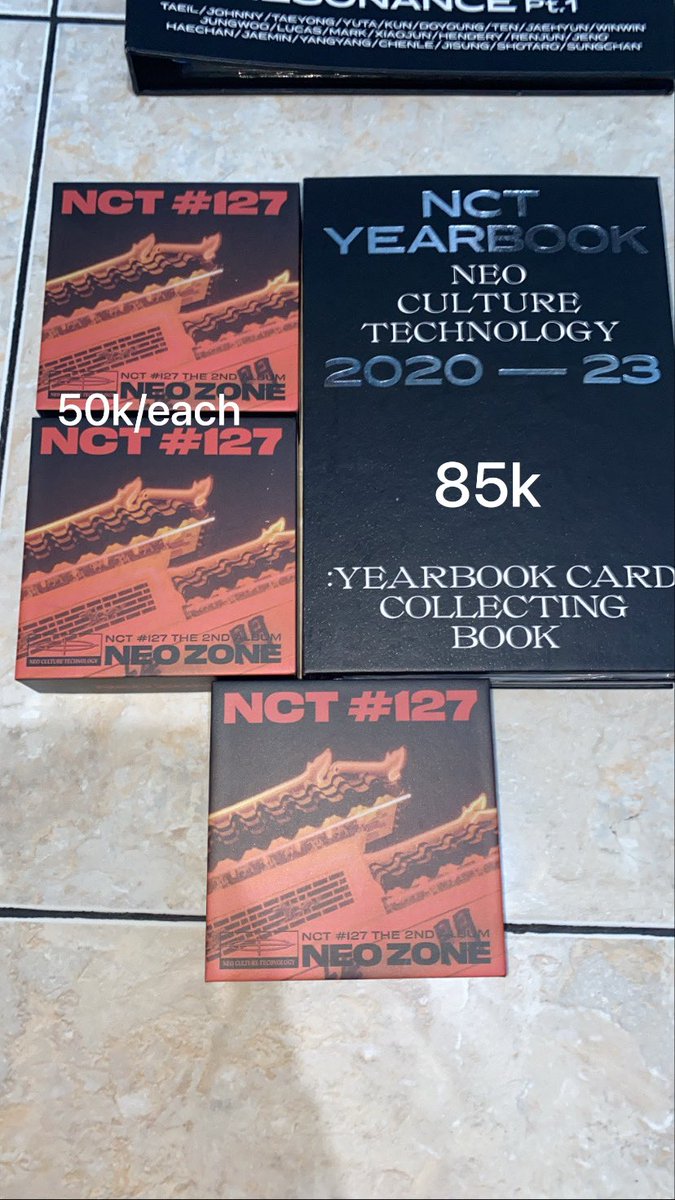 RESONANCE Pt.1
TAEIL/JOHNNY/TAEYONG/YUTA/KUN/DOYOUNG/TEN/JAEHYUN/WINWIN
JUNGWOO/LUCAS/MARK/XIAOJUN/HENDERY/RENJUN/JENO
HAECHAN/JAEMIN/YANGYANG/CHENLE/JISUNG/SHOTARO/SUNGCHAN
NCT #127
NCT #127 THE 2ND ALBUM
NEO ZONE
50k/each
NCT #127
NCT #127 THE 2ND ALBUM
NEO CULTURE TECHNOLOGY
NEO ZONE
NCT
YEARBOOK
NEO
CULTURE
TECHNOLOGY
2020 — 23
85k
:YEARBOOK CARD
COLLECTING
BOOK
NCT #127
NCT #127 THE 2ND ALBUM
NEO CULTURE TECHNOLOGY
NEO ZONE